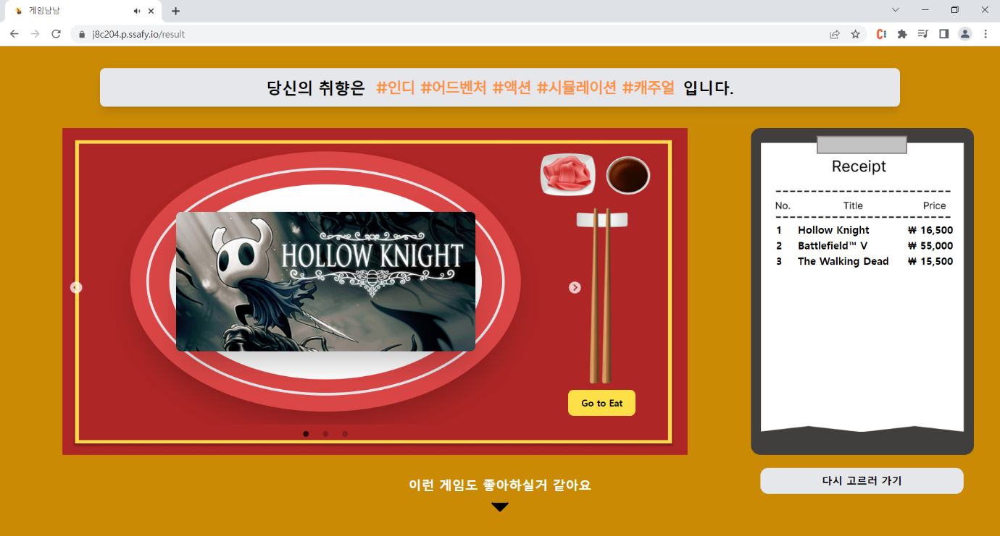 게임냠냠
j8c204.p.ssafy.io/result
당신의 취향은 #인디 #어드벤처 #액션 #시뮬레이션 #캐주얼 입니다.
HOLLOW KNIGHT
Go to Eat
Receipt
No. Title Price
1 Hollow Knight ₩ 16,500
2 Battlefield™ V ₩ 55,000
3 The Walking Dead ₩ 15,500
이런 게임도 좋아하실거 같아요
다시 고르러 가기